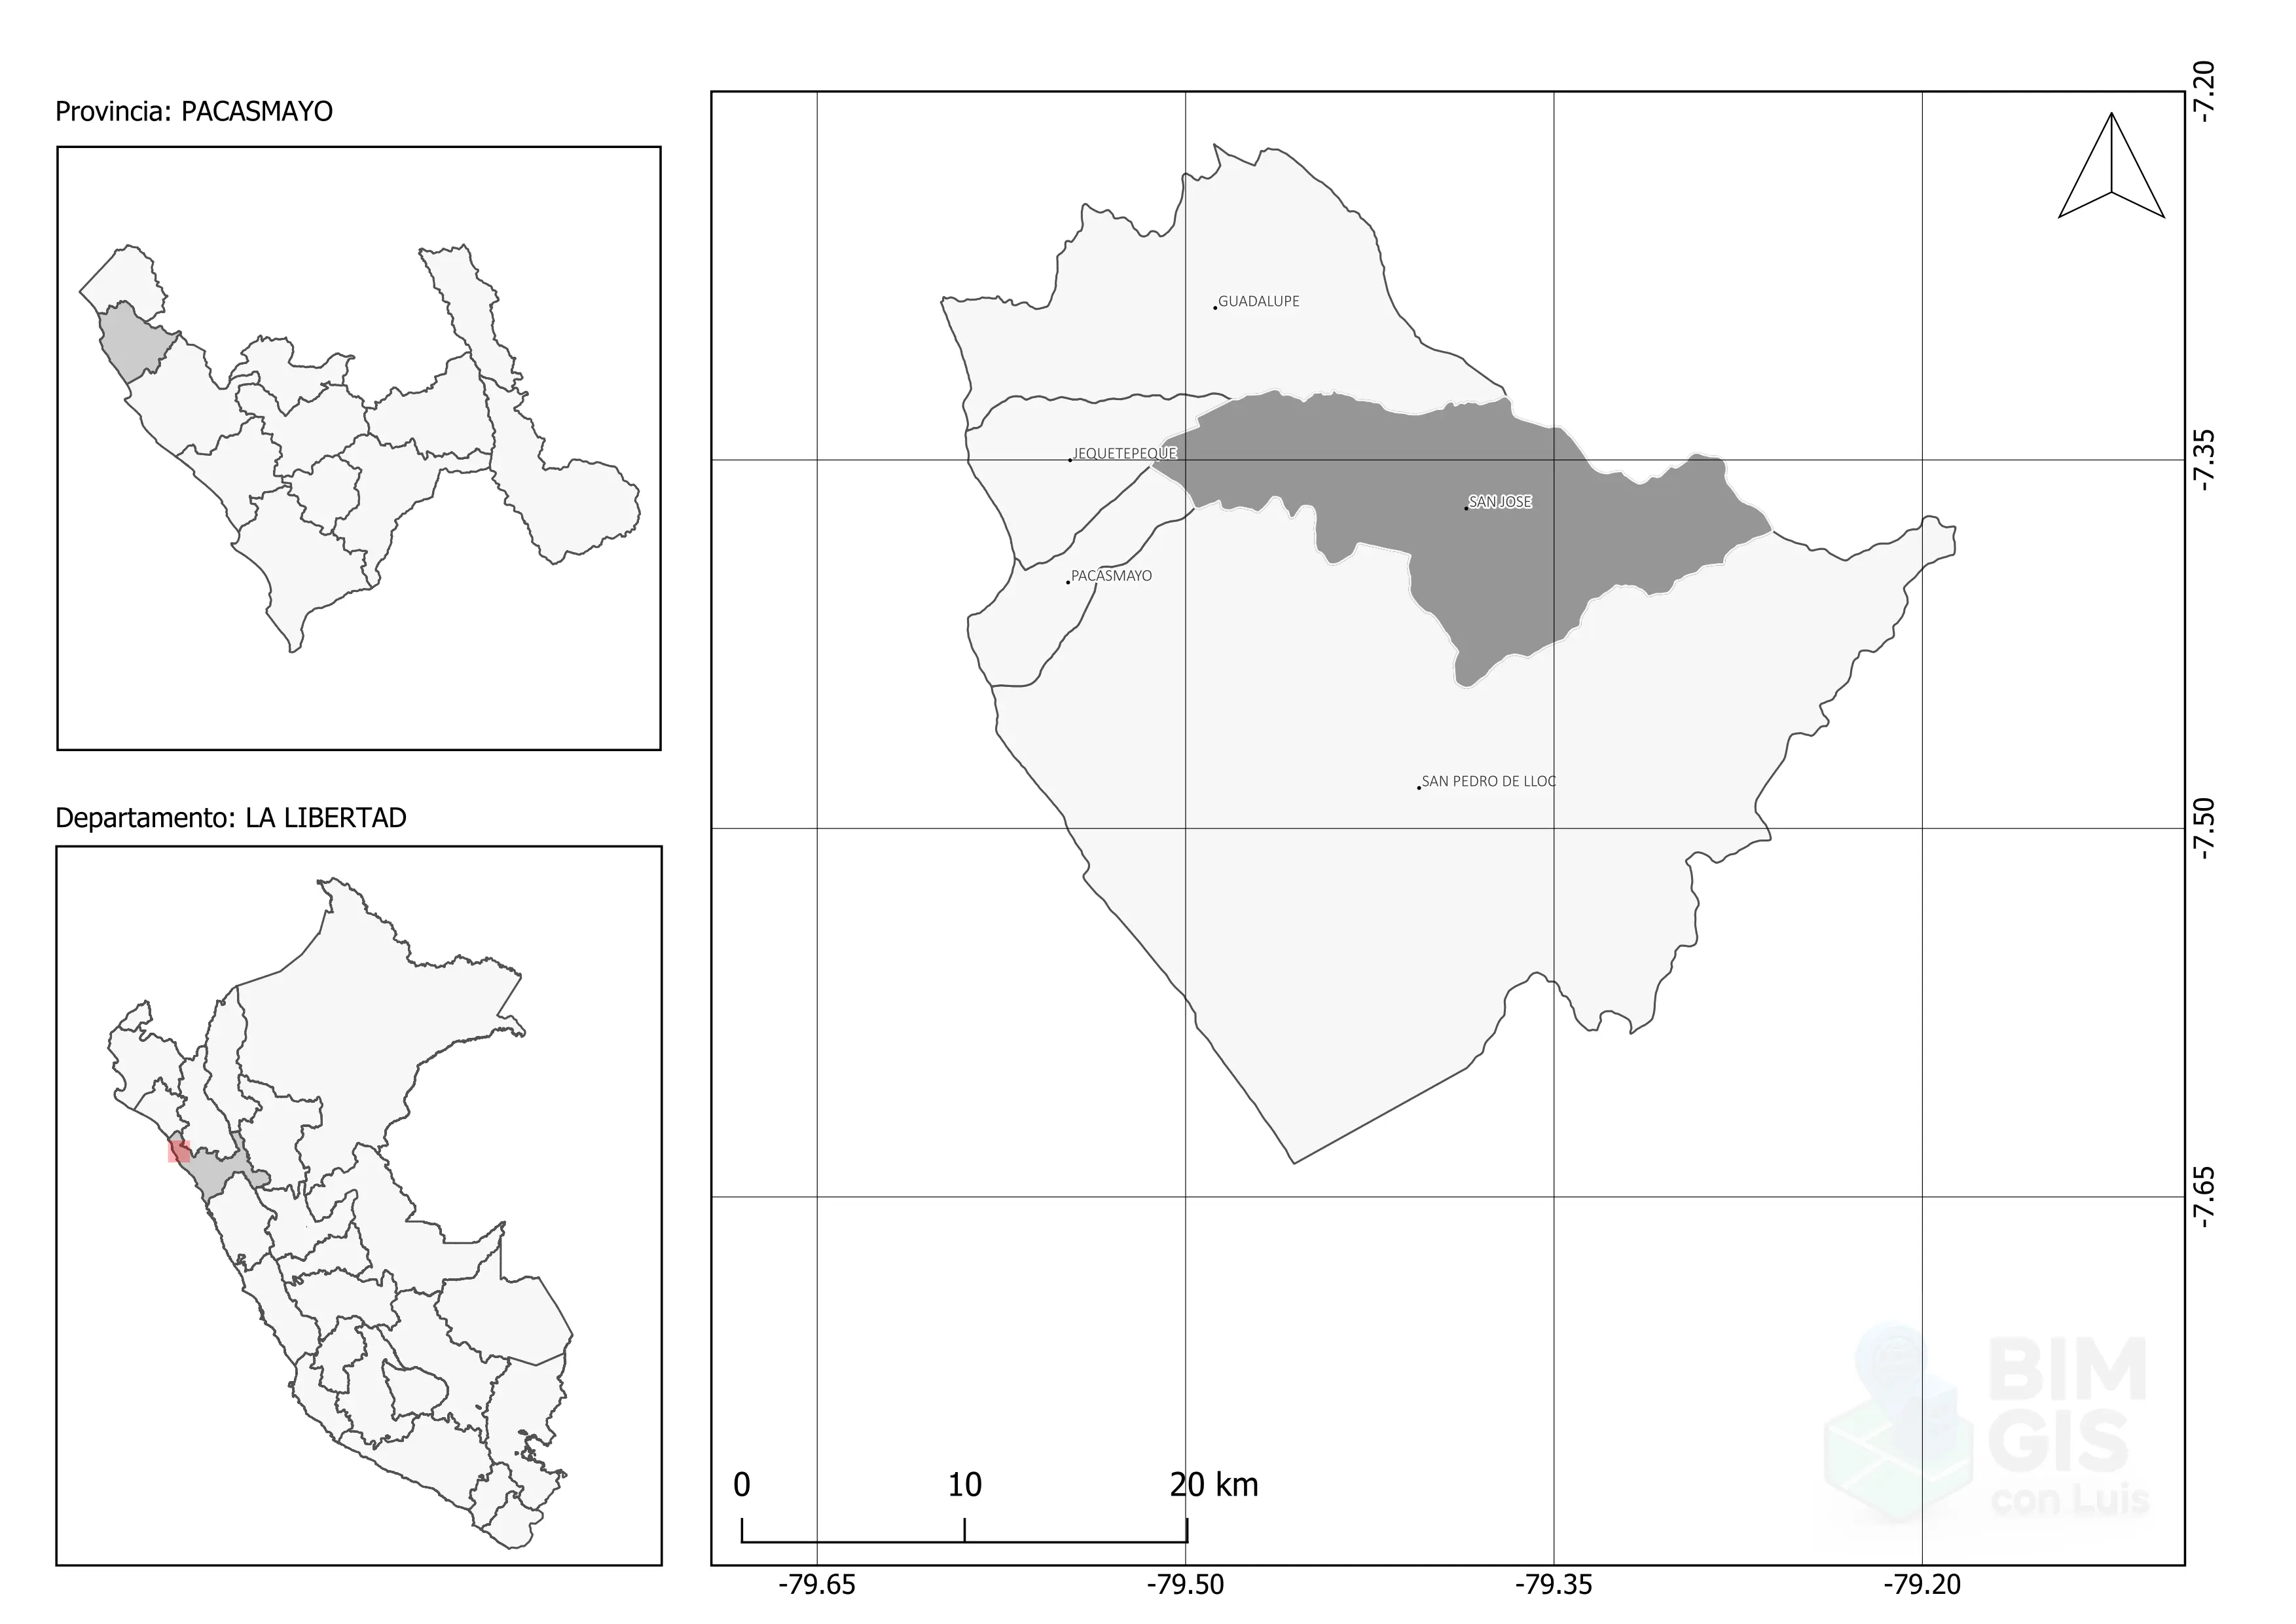 Provincia: PACASMAYO
Departamento: LA LIBERTAD
GUADALUPE
JEQUETEPEQUE
SAN JOSE
PACASMAYO
SAN PEDRO DE LLOC
-7.20
-7.35
-7.50
-7.65
0 10 20 km
BIM
GIS
con Luis
-79.65 -79.50 -79.35 -79.20